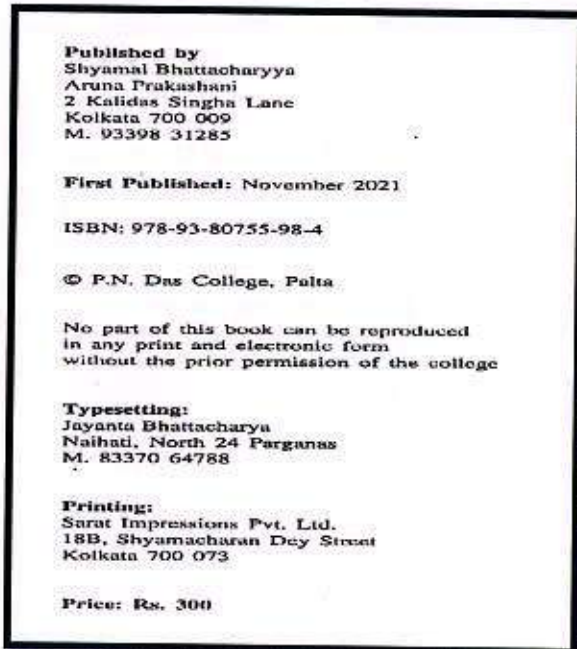 Published by
Shyamal Bhattacharyya
Aruna Prakashani
2 Kalidas Singha Lane
Kolkata 700 009
M. 93398 31285
First Published: November 2021
ISBN: 978-93-80755-98-4
© P.N. Das College, Palta
No part of this book can be reproduced
in any print and electronic form
without the prior permission of the college
Typesetting:
Jayanta Bhattacharya
Naihati, North 24 Parganas
M. 83370 64788
Printing:
Sarat Impressions Pvt. Ltd.
18B, Shyamacharan Dey Street
Kolkata 700 073
Price: Rs. 300